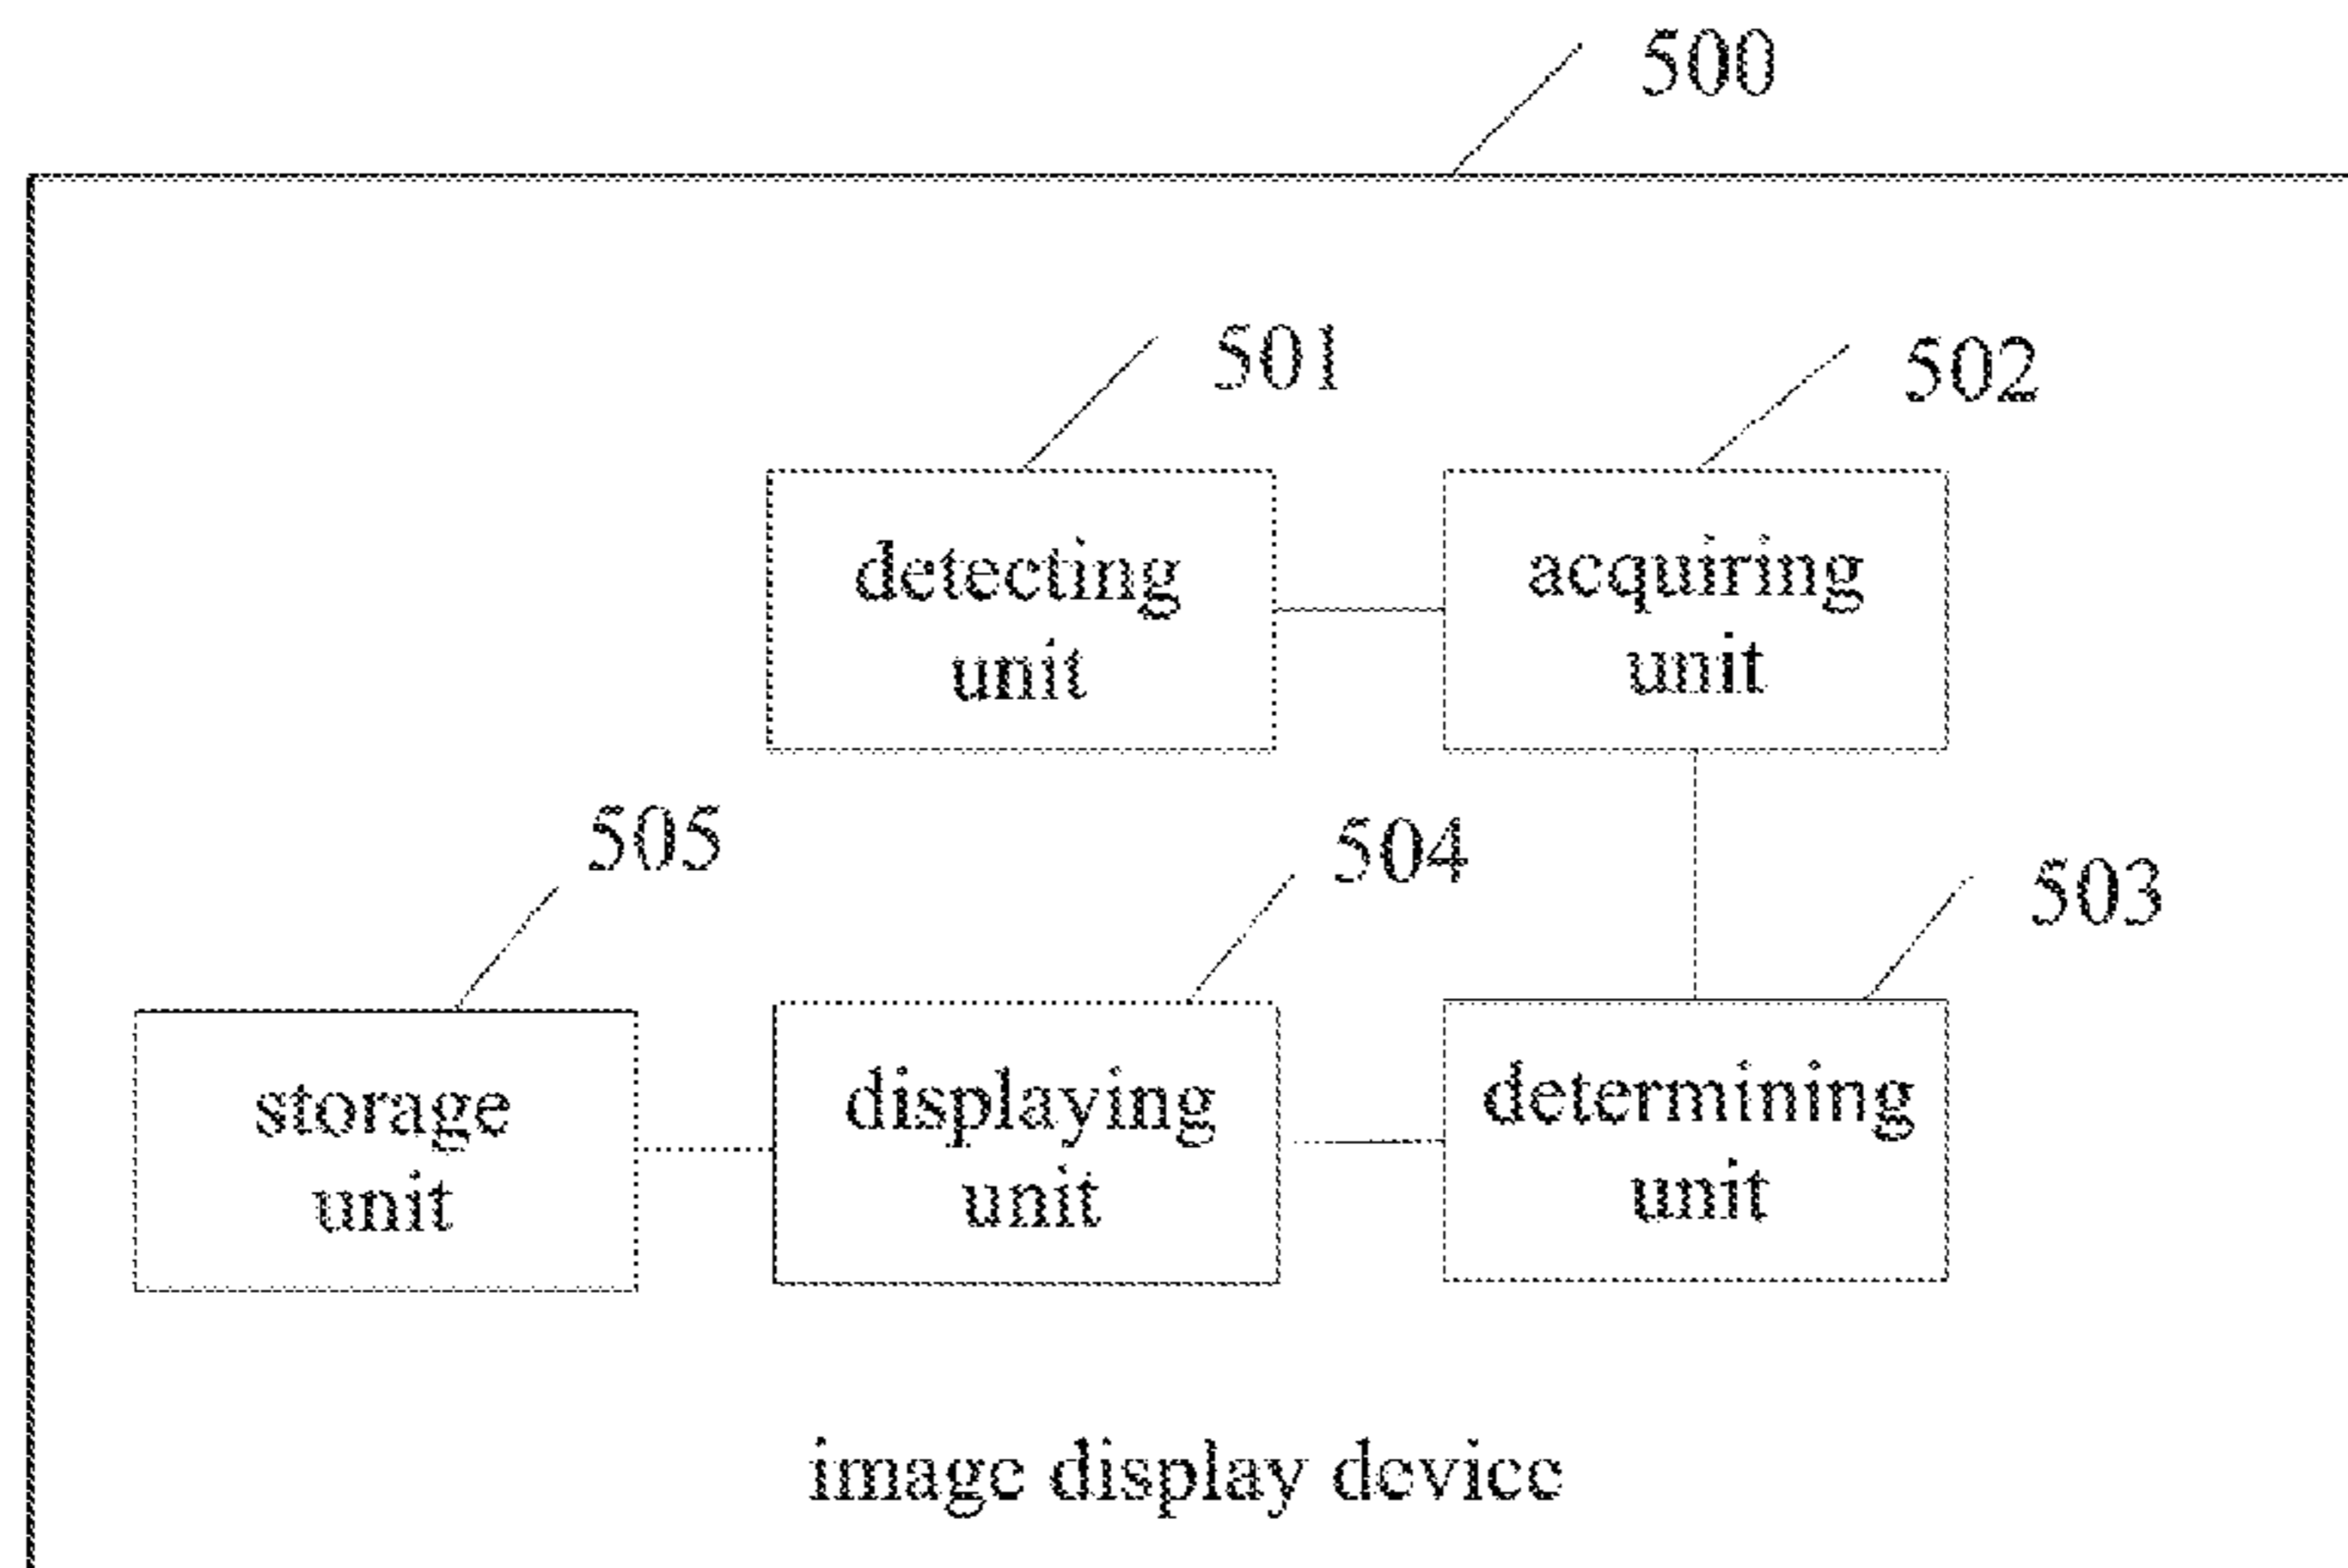 500
501
502
detecting
unit
acquiring
unit
505
504
503
storage
unit
displaying
unit
determining
unit
image display device